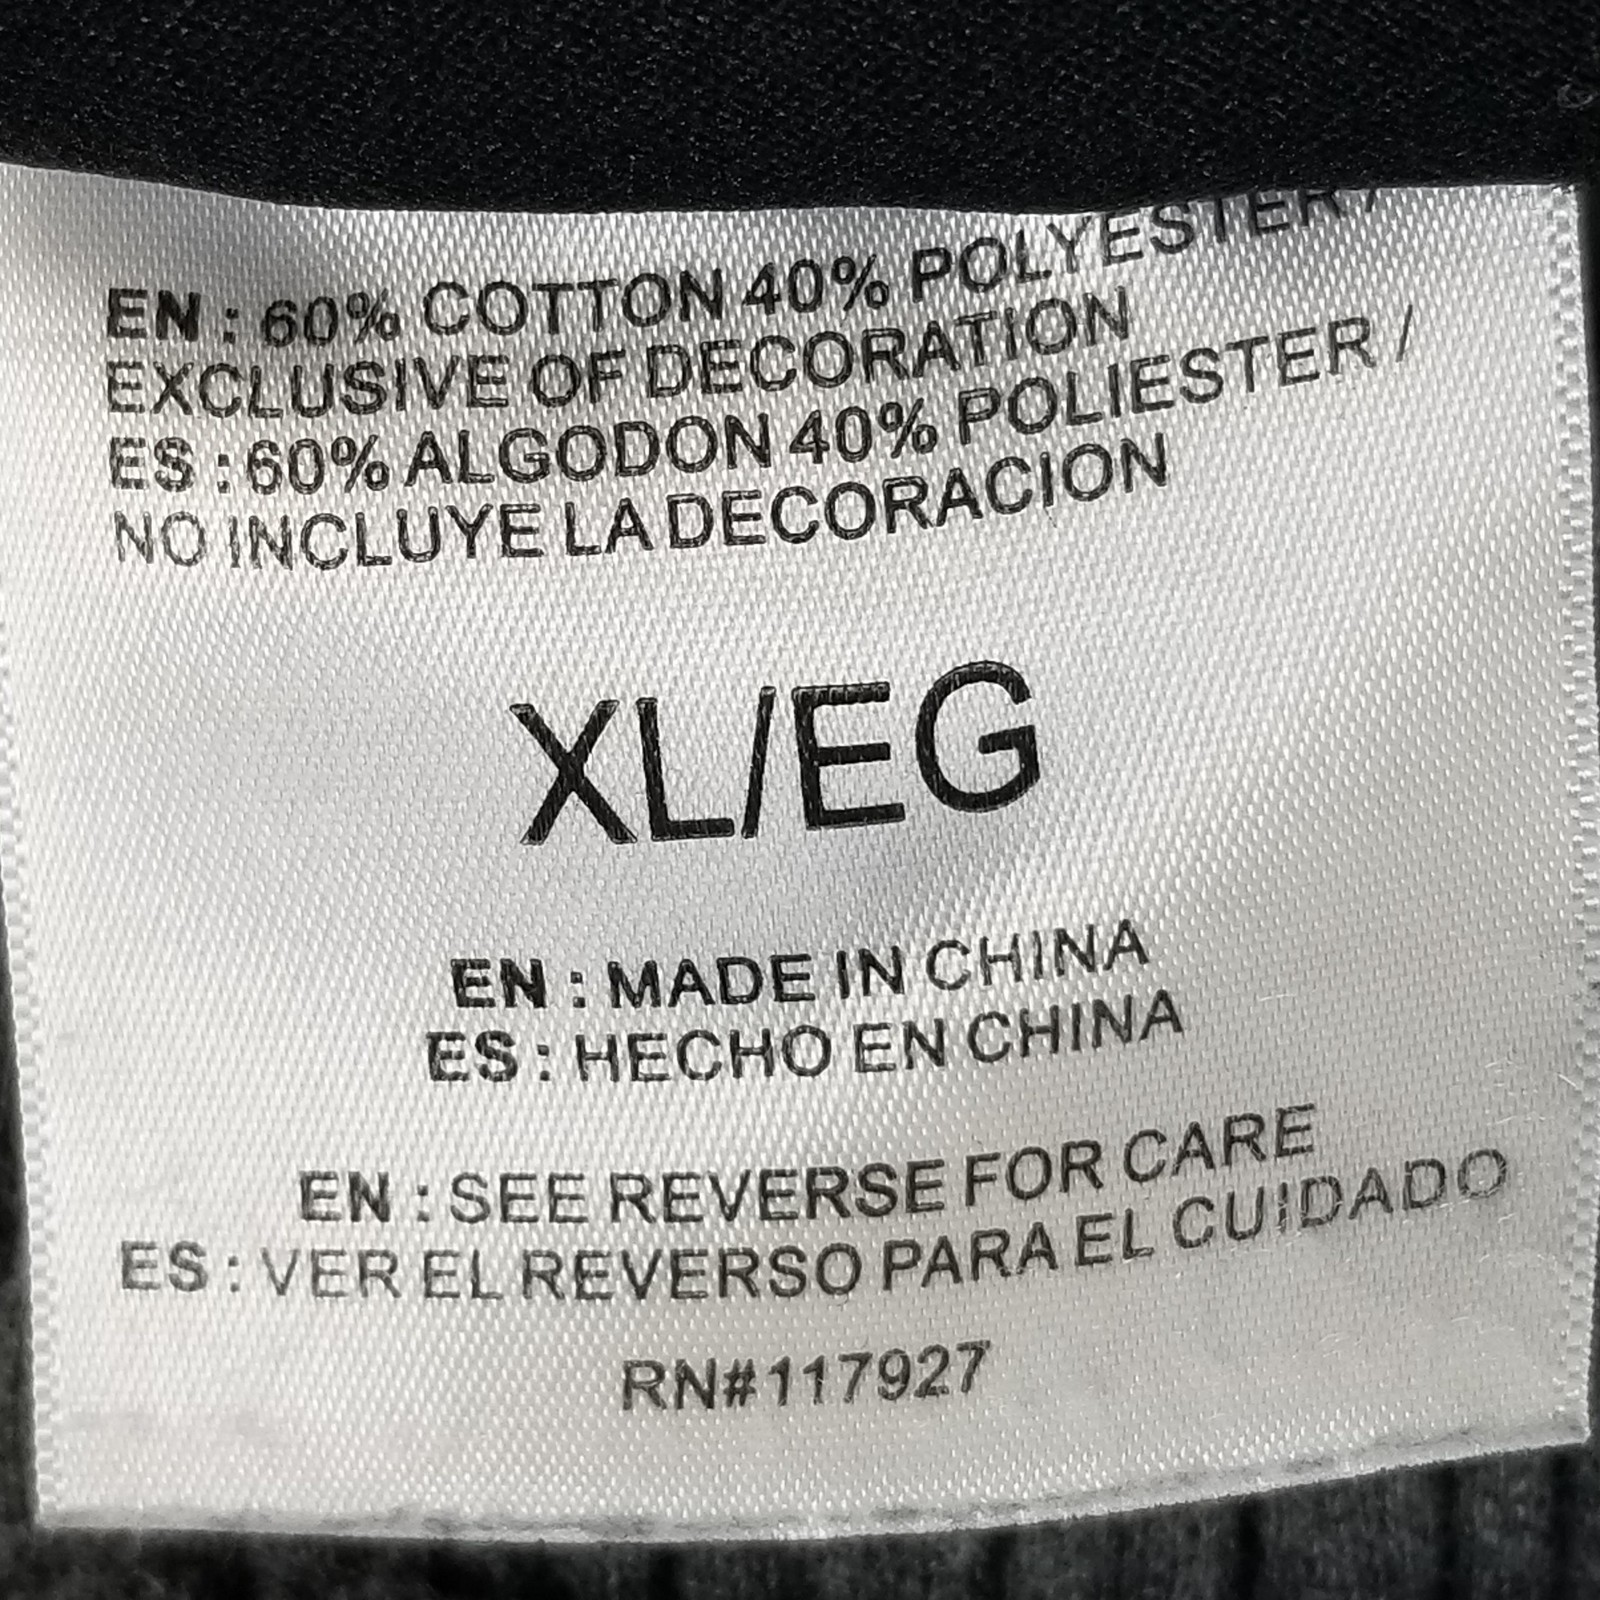 EN : 60% COTTON 40% POLYESTER /
EXCLUSIVE OF DECORATION
ES : 60% ALGODON 40% POLIESTER /
NO INCLUYE LA DECORACION
XL/EG
EN : MADE IN CHINA
ES : HECHO EN CHINA
EN : SEE REVERSE FOR CARE
ES : VER EL REVERSO PARA EL CUIDADO
RN#117927